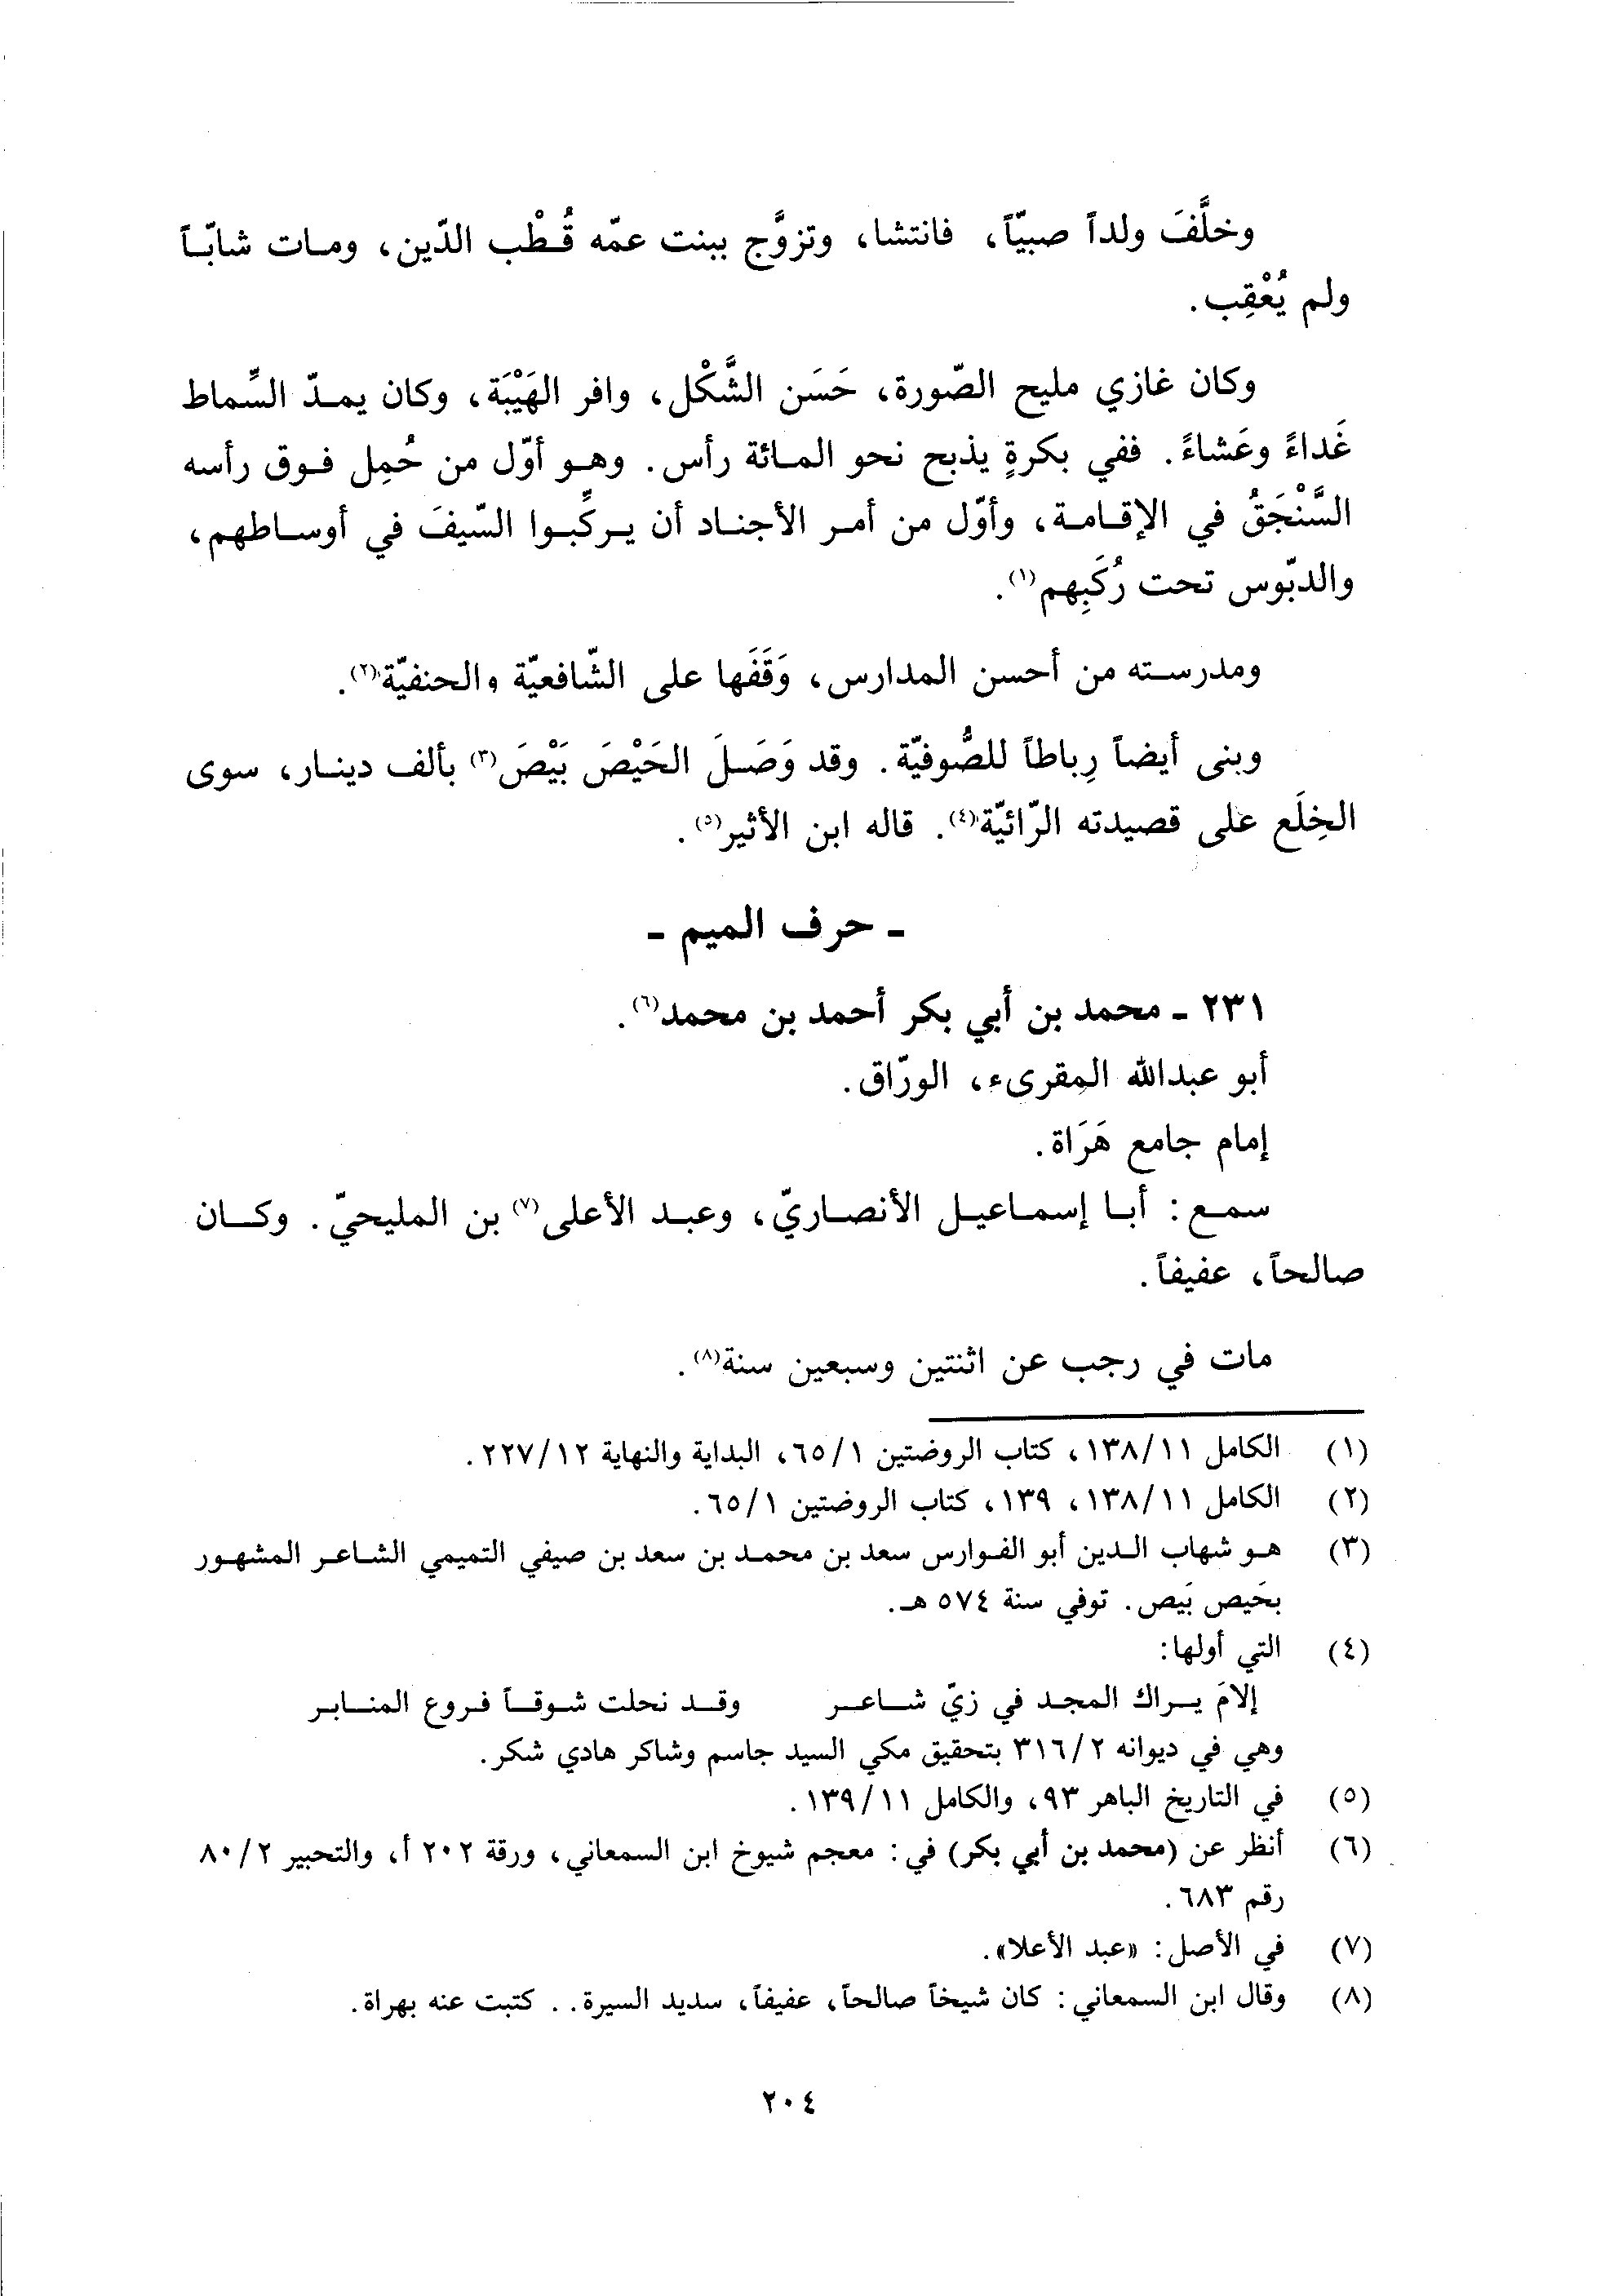 وخلَّفَ ولداً صبيّاً، فانتشا، وتزوَّج ببنت عمّه قُطْب الدّين، ومات شابّاً
ولم يُعْقِب.
وكان غازي مليح الصّورة، حَسَن الشَّكْل، وافر الهَيْبَة، وكان يمدّ السِّماط
غَداءً وعَشاءً. ففي بكرةٍ يذبح نحو المائة رأس. وهو أوّل من حُمِل فوق رأسه
السَّنْجَقُ في الإقامة، وأوّل من أمر الأجناد أن يركِّبوا السّيفَ في أوساطهم،
والدبّوس تحت رُكَبِهم(١).
ومدرسته من أحسن المدارس، وَقَفَها على الشّافعيّة والحنفيّة(٢).
وبنى أيضاً رِباطاً للصُّوفيّة. وقد وَصَلَ الحَيْصَ بَيْصَ(٣) بألف دينار، سوى
الخِلَع على قصيدته الرّائيّة(٤). قاله ابن الأثير(٥).
- حرف الميم -
٢٣١ - محمد بن أبي بكر أحمد بن محمد(٦).
أبو عبدالله المقرىء، الورّاق.
إمام جامع هَرَاة.
سمع: أبا إسماعيل الأنصاريّ، وعبد الأعلى(٧) بن المليحيّ. وكان
صالحاً، عفيفاً.
مات في رجب عن اثنتين وسبعين سنة(٨).
(١) الكامل ١٣٨/١١، كتاب الروضتين ٦٥/١، البداية والنهاية ٢٢٧/١٢.
(٢) الكامل ١٣٨/١١، ١٣٩، كتاب الروضتين ٦٥/١.
(٣) هو شهاب الدين أبو الفوارس سعد بن محمد بن سعد بن صيفي التميمي الشاعر المشهور
بحَيص بَيص. توفي سنة ٥٧٤ هـ.
(٤) التي أولها:
إلامَ يراك المجد في زيّ شاعر وقد نحلت شوقاً فروع المنابر
وهي في ديوانه ٣١٦/٢ بتحقيق مكي السيد جاسم وشاكر هادي شكر.
(٥) في التاريخ الباهر ٩٣، والكامل ١٣٩/١١.
(٦) أنظر عن (محمد بن أبي بكر) في: معجم شيوخ ابن السمعاني، ورقة ٢٠٢ أ، والتحبير ٨٠/٢
رقم ٦٨٣.
(٧) في الأصل: «عبد الأعلا».
(٨) وقال ابن السمعاني: كان شيخاً صالحاً، عفيفاً، سديد السيرة.. كتبت عنه بهراة.
٢٠٤